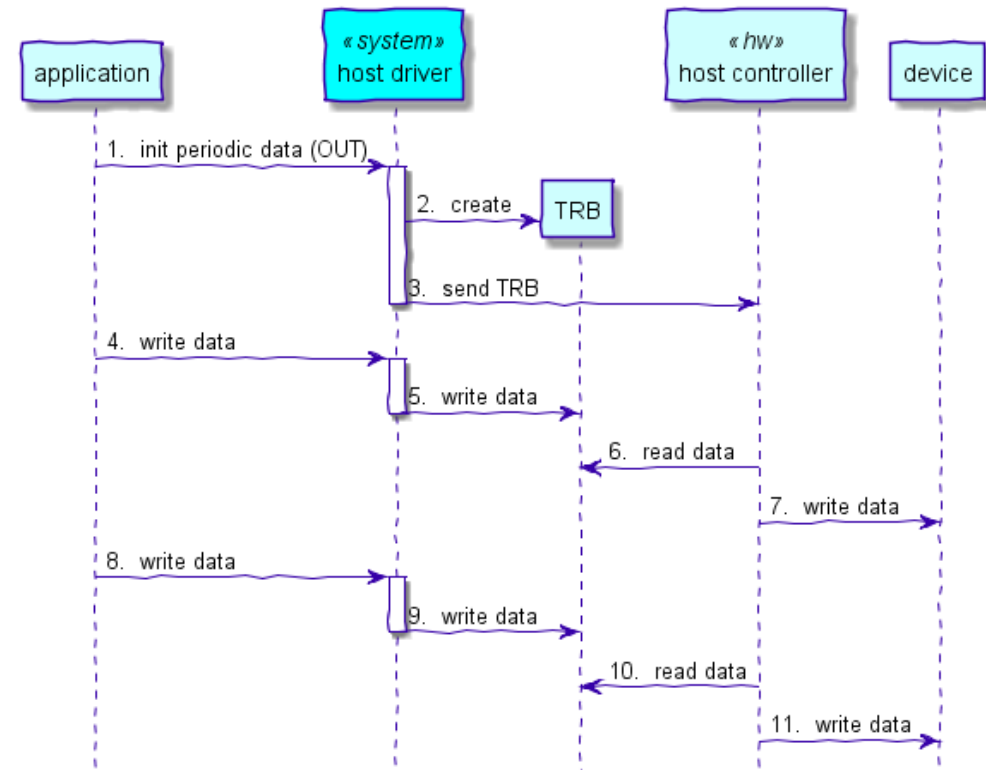 application
«system»
host driver
«hw»
host controller
device
1. init periodic data (OUT)
2. create
TRB
3. send TRB
4. write data
5. write data
6. read data
7. write data
8. write data
9. write data
10. read data
11. write data